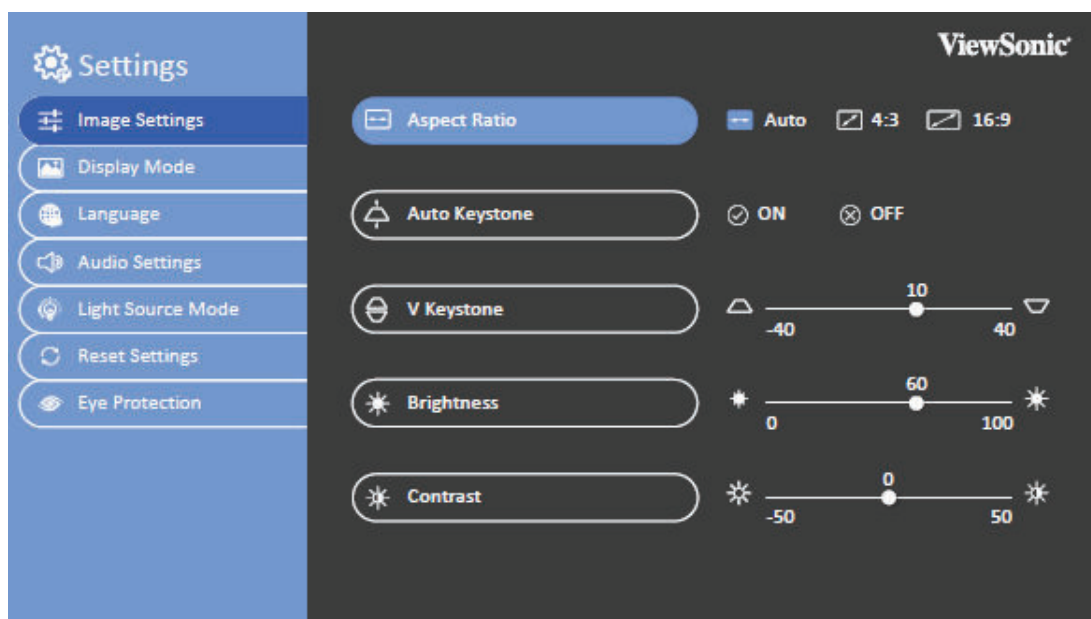 ViewSonic
Settings
Image Settings
Display Mode
Language
Audio Settings
Light Source Mode
Reset Settings
Eye Protection
Aspect Ratio Auto 4:3 16:9
Auto Keystone ON OFF
V Keystone
10
-40 40
Brightness
60
0 100
Contrast
0
-50 50